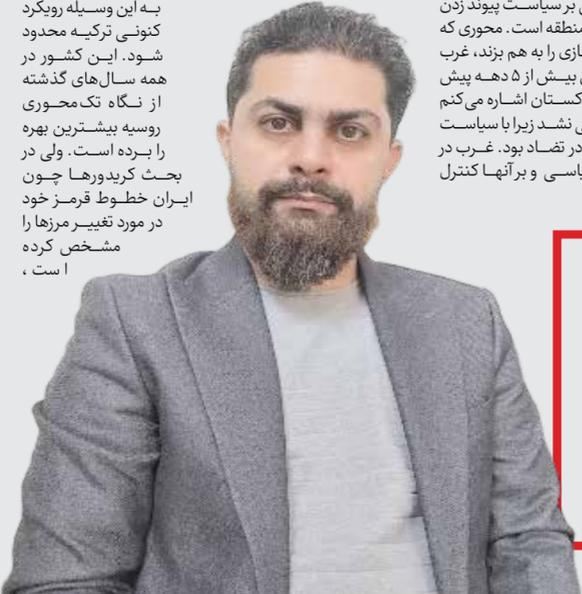 بر سیاست پیوند زدن
منطقه است. محوری که
بازی را به هم بزند، غرب
بیش از ۵ دهه پیش
کستان اشاره می‌کنم
نشد زیرا با سیاست
در تضاد بود. غرب در
یاسی و بر آنها کنترل
به این وسیله رویکرد
کنونی ترکیه محدود
شود. این کشور در
همه سال‌های گذشته
از نگاه تک‌محوری
روسیه بیشترین بهره
را برده است. ولی در
بحث کریدورها چون
ایران خطوط قرمز خود
در مورد تغییر مرزها را
مشخص کرده
است،